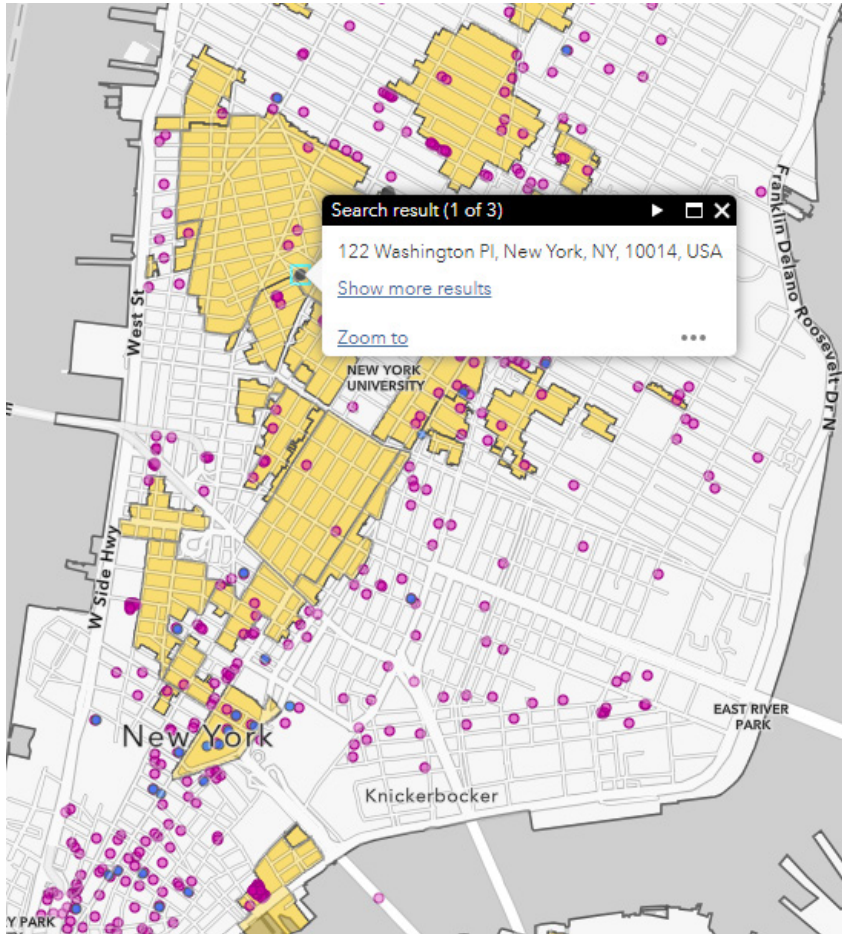 Franklin Delano Roosevelt Dr N
Search result (1 of 3)
122 Washington Pl, New York, NY, 10014, USA
Show more results
Zoom to
West St
NEW YORK
UNIVERSITY
W Side Hwy
EAST RIVER
PARK
New York
Knickerbocker
Y PARK